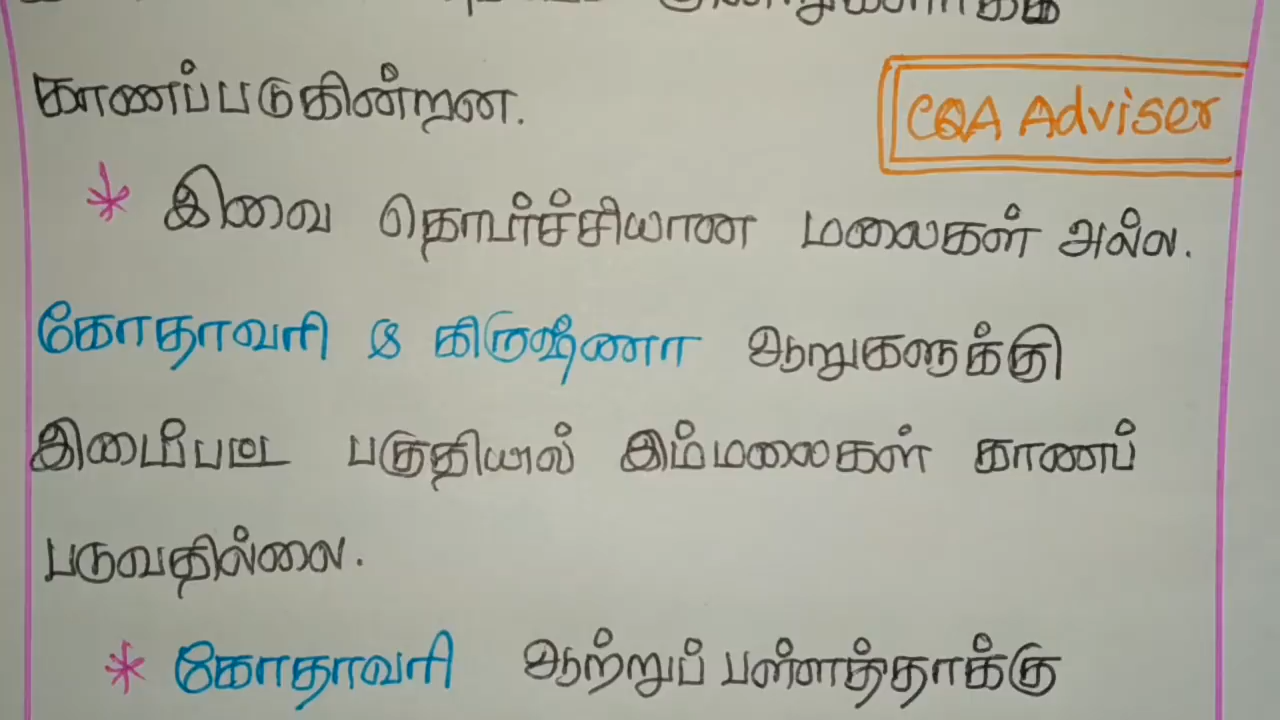 காணப்படுகின்றன.
CQA Adviser
* இவை தொடர்ச்சியான மலைகள் அல்ல.
கோதாவரி & கிருஷ்ணா ஆறுகளுக்கு
இடைப்பட்ட பகுதியில் இம்மலைகள் காணப்
படுவதில்லை.
* கோதாவரி ஆற்றுப் பள்ளத்தாக்கு